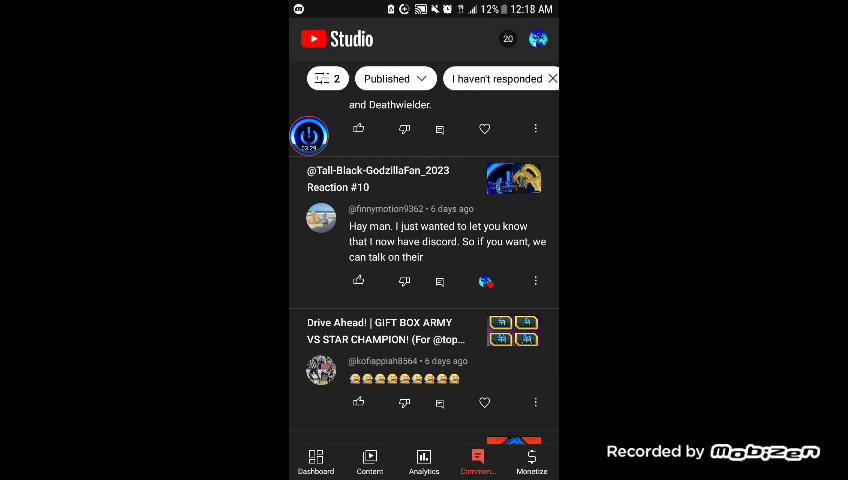 12% 12:18 AM
Studio
20
2
Published
I haven't responded
and Deathwielder.
03:29
@Tall-Black-GodzillaFan_2023
Reaction #10
@finnymotion9362 • 6 days ago
Hay man. I just wanted to let you know
that I now have discord. So if you want, we
can talk on their
Drive Ahead! | GIFT BOX ARMY
VS STAR CHAMPION! (For @top...
@kofiappiah8564 • 6 days ago
😂😂😂😂😂😂😂😂😂
Dashboard
Content
Analytics
Commen...
Monetize
Recorded by Mobizen